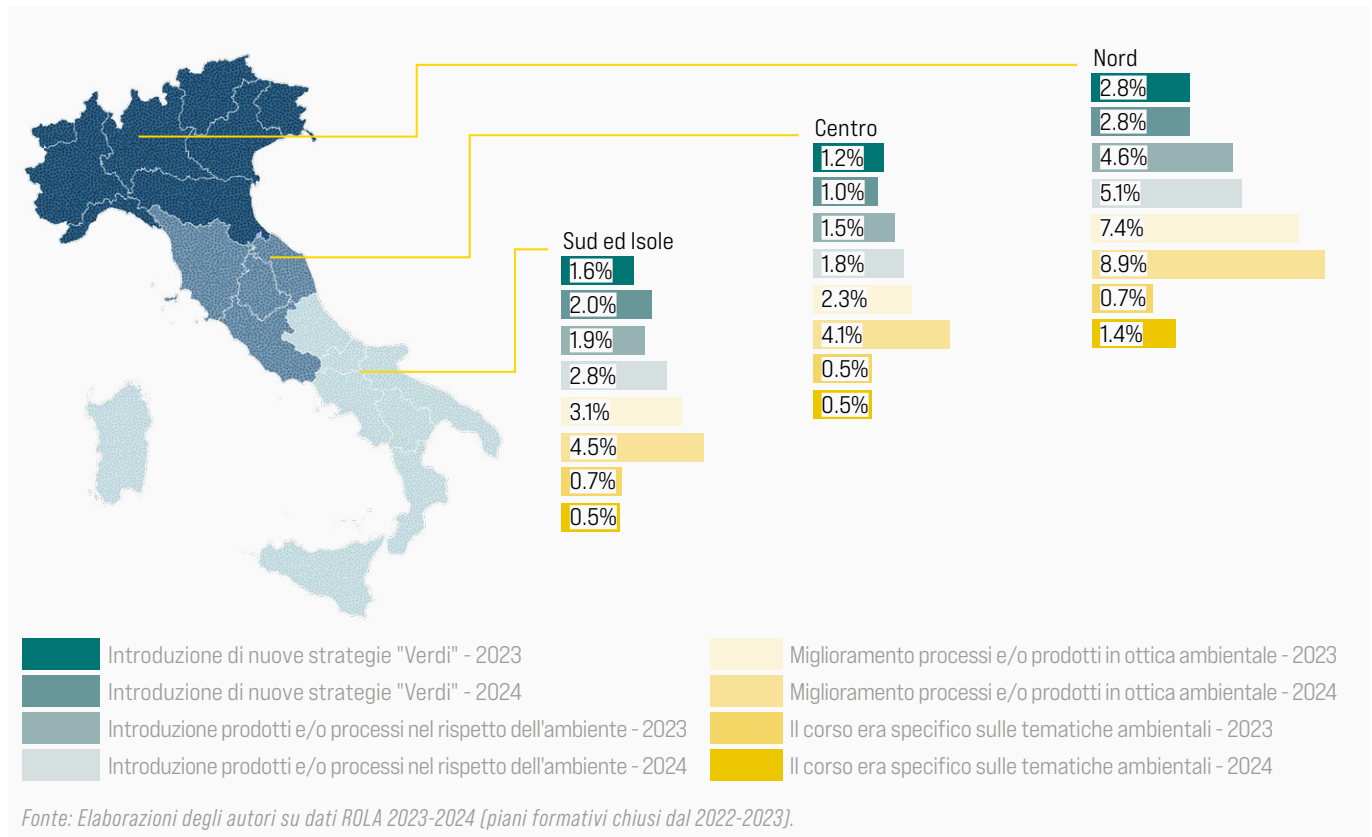 Nord
2.8%
2.8%
4.6%
5.1%
7.4%
8.9%
0.7%
1.4%
Centro
1.2%
1.0%
1.5%
1.8%
2.3%
4.1%
0.5%
0.5%
Sud ed Isole
1.6%
2.0%
1.9%
2.8%
3.1%
4.5%
0.7%
0.5%
Introduzione di nuove strategie "Verdi" - 2023
Introduzione di nuove strategie "Verdi" - 2024
Introduzione prodotti e/o processi nel rispetto dell'ambiente - 2023
Introduzione prodotti e/o processi nel rispetto dell'ambiente - 2024
Miglioramento processi e/o prodotti in ottica ambientale - 2023
Miglioramento processi e/o prodotti in ottica ambientale - 2024
Il corso era specifico sulle tematiche ambientali - 2023
Il corso era specifico sulle tematiche ambientali - 2024
Fonte: Elaborazioni degli autori su dati ROLA 2023-2024 (piani formativi chiusi dal 2022-2023).